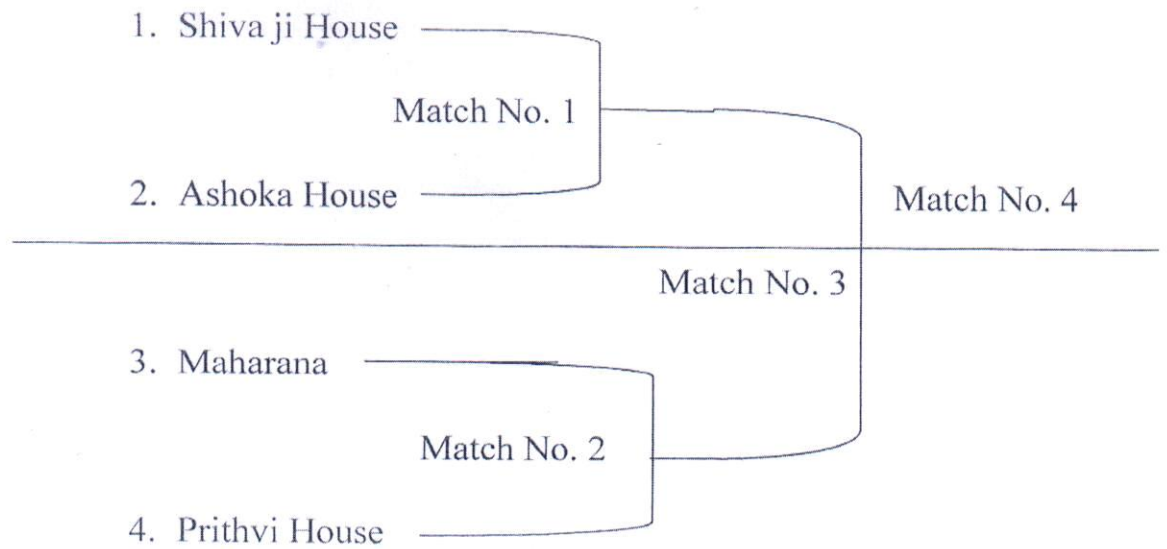 1. Shiva ji House
Match No. 1
2. Ashoka House
Match No. 4
Match No. 3
3. Maharana
Match No. 2
4. Prithvi House